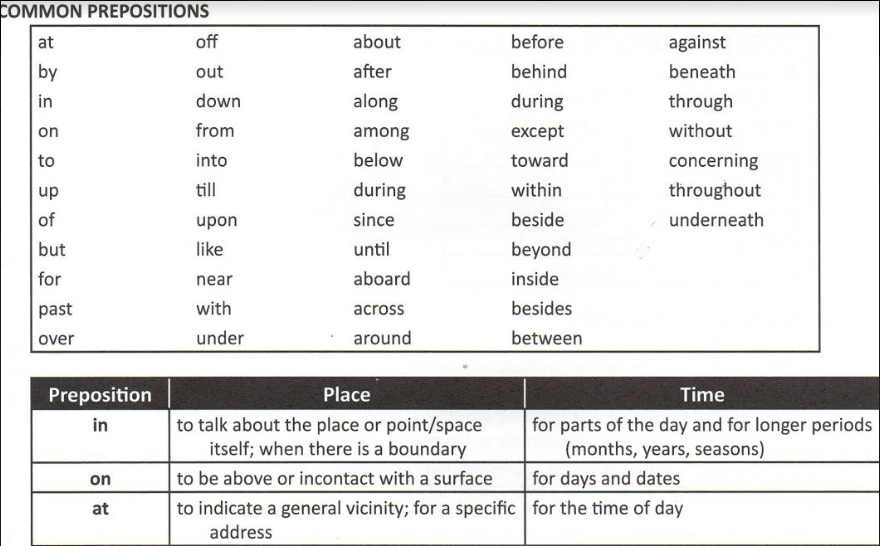 COMMON PREPOSITIONS
at off about before against
by out after behind beneath
in down along during through
on from among except without
to into below toward concerning
up till during within throughout
of upon since beside underneath
but like until beyond
for near aboard inside
past with across besides
over under around between
Preposition Place Time
in to talk about the place or point/space for parts of the day and for longer periods
itself; when there is a boundary (months, years, seasons)
on to be above or incontact with a surface for days and dates
at to indicate a general vicinity; for a specific for the time of day
address